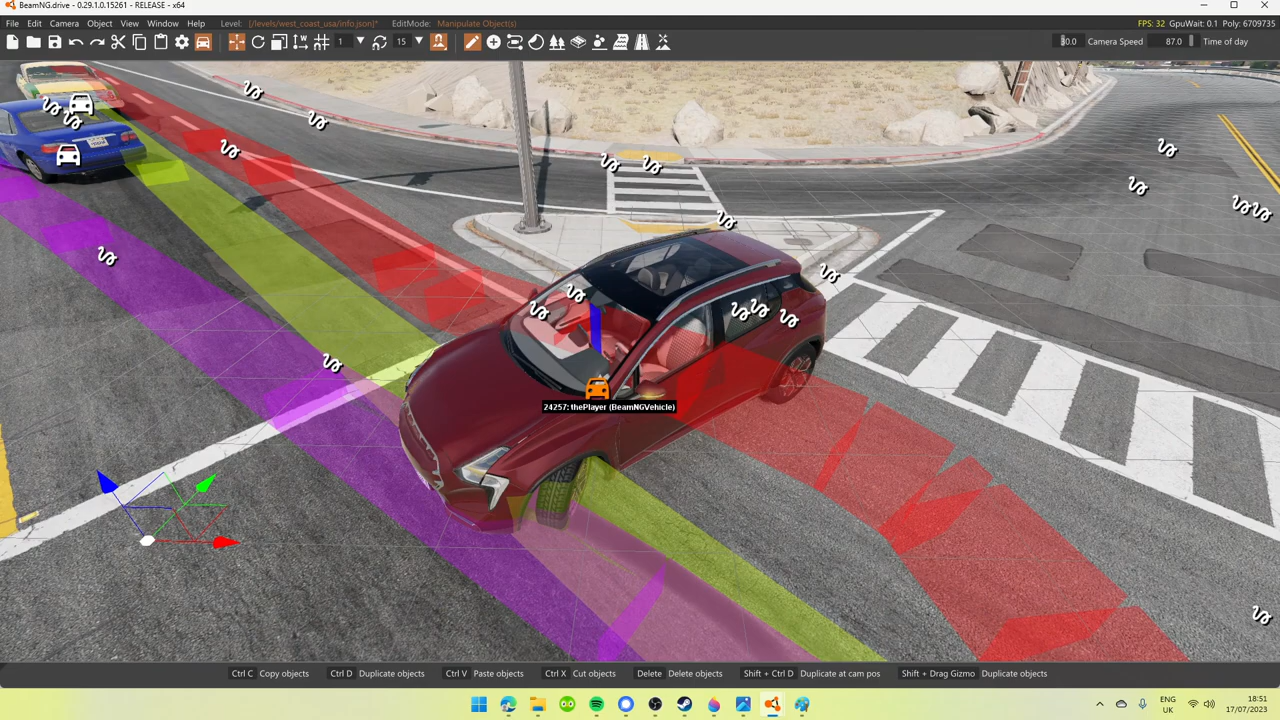 BeamNG.drive - 0.29.1.0.15261 - RELEASE - x64
File Edit Camera Object View Window Help Level: [/levels/west_coast_usa/info.json]* EditMode: Manipulate Object(s) FPS: 32 GpuWait: 0.1 Poly: 6709735
1 15 30.0 Camera Speed 87.0 Time of day
24257: thePlayer (BeamNGVehicle)
Ctrl C Copy objects Ctrl D Duplicate objects Ctrl V Paste objects Ctrl X Cut objects Delete Delete objects Shift + Ctrl D Duplicate at cam pos Shift + Drag Gizmo Duplicate objects
ENG 18:51
UK 17/07/2023